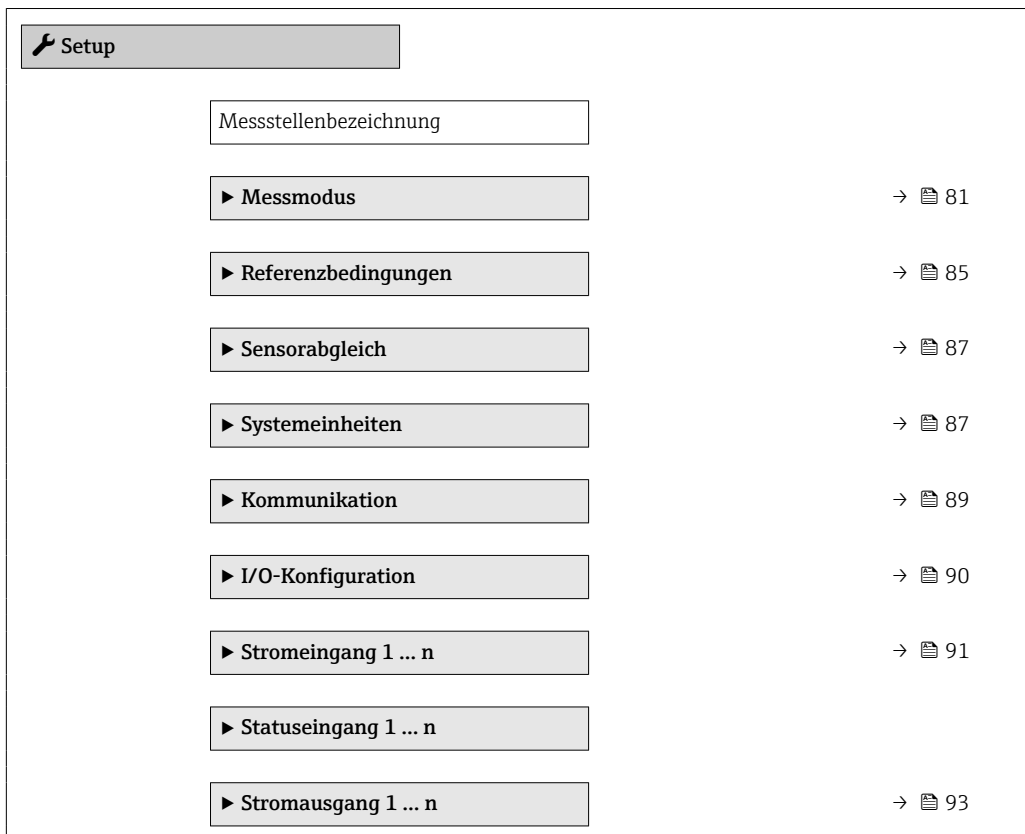 Setup
Messstellenbezeichnung
▶ Messmodus → 81
▶ Referenzbedingungen → 85
▶ Sensorabgleich → 87
▶ Systemeinheiten → 87
▶ Kommunikation → 89
▶ I/O-Konfiguration → 90
▶ Stromeingang 1 … n → 91
▶ Statuseingang 1 … n
▶ Stromausgang 1 … n → 93